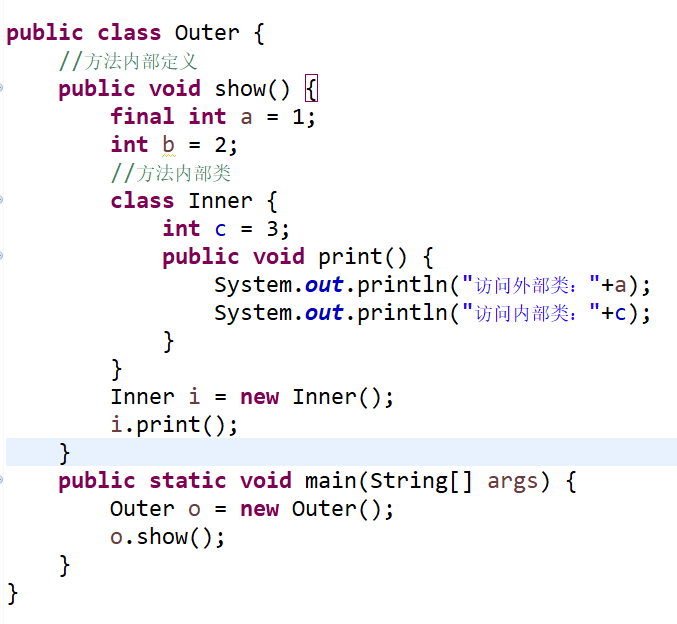 public class Outer {
    //方法内部定义
    public void show() {
        final int a = 1;
        int b = 2;
        //方法内部类
        class Inner {
            int c = 3;
            public void print() {
                System.out.println("访问外部类："+a);
                System.out.println("访问内部类："+c);
            }
        }
        Inner i = new Inner();
        i.print();
    }
    public static void main(String[] args) {
        Outer o = new Outer();
        o.show();
    }
}